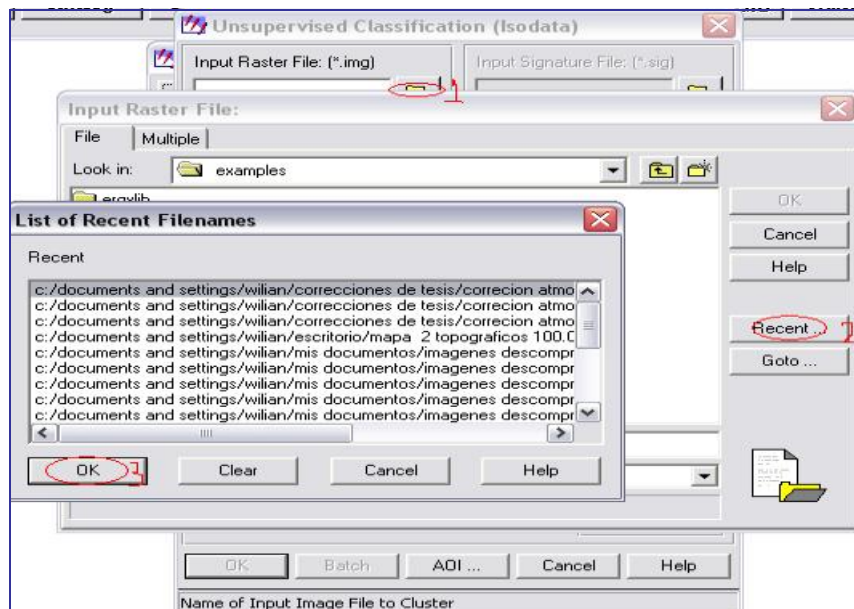 Unsupervised Classification (Isodata)
Input Raster File: (*.img)
Input Signature File: (*.sig)
1
Input Raster File:
File
Multiple
Look in:
examples
OK
Cancel
Help
Recent ...
2
Goto ...
List of Recent Filenames
Recent
c:/documents and settings/wilian/correcciones de tesis/correcion atmo
c:/documents and settings/wilian/correcciones de tesis/correcion atmo
c:/documents and settings/wilian/correcciones de tesis/correcion atmo
c:/documents and settings/wilian/escritorio/mapa 2 topograficos 100.0
c:/documents and settings/wilian/mis documentos/imagenes descompr
c:/documents and settings/wilian/mis documentos/imagenes descompr
c:/documents and settings/wilian/mis documentos/imagenes descompr
c:/documents and settings/wilian/mis documentos/imagenes descompr
c:/documents and settings/wilian/mis documentos/imagenes descompr
OK
3
Clear
Cancel
Help
OK
Batch
AOI ...
Cancel
Help
Name of Input Image File to Cluster